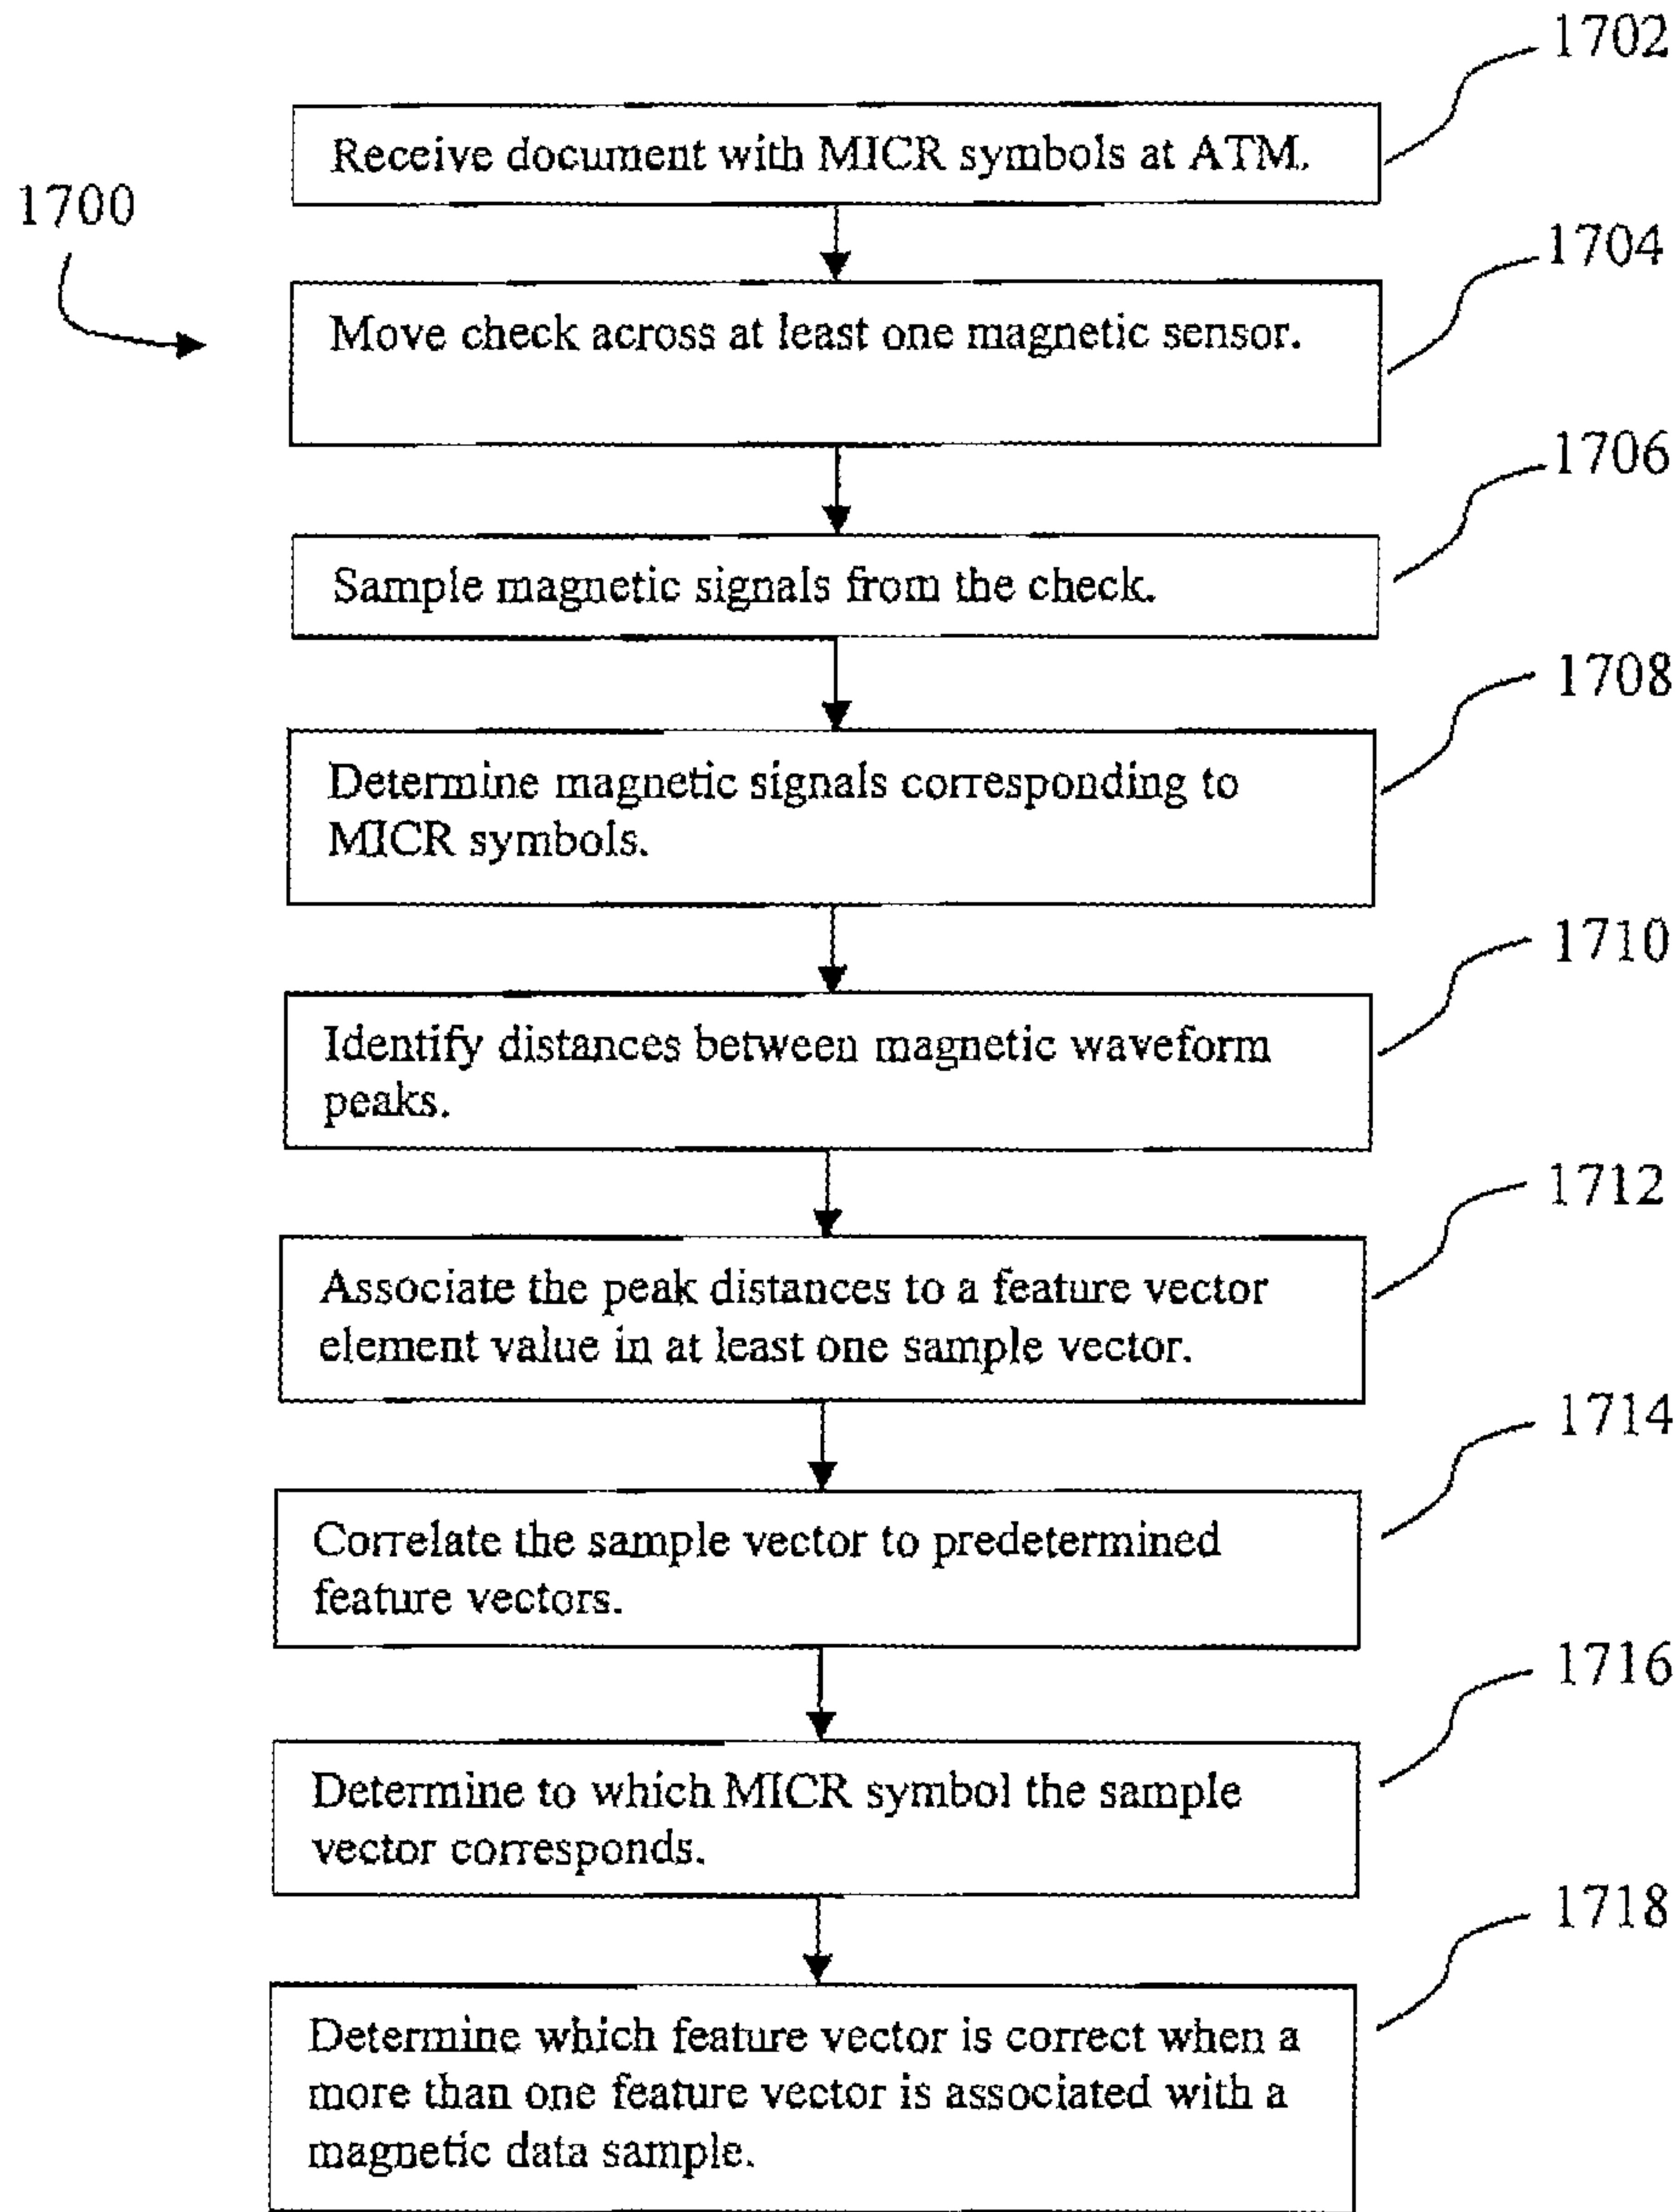 1702
Receive document with MICR symbols at ATM.
1700
1704
Move check across at least one magnetic sensor.
1706
Sample magnetic signals from the check.
1708
Determine magnetic signals corresponding to
MICR symbols.
1710
Identify distances between magnetic waveform
peaks.
1712
Associate the peak distances to a feature vector
element value in at least one sample vector.
1714
Correlate the sample vector to predetermined
feature vectors.
1716
Determine to which MICR symbol the sample
vector corresponds.
1718
Determine which feature vector is correct when a
more than one feature vector is associated with a
magnetic data sample.